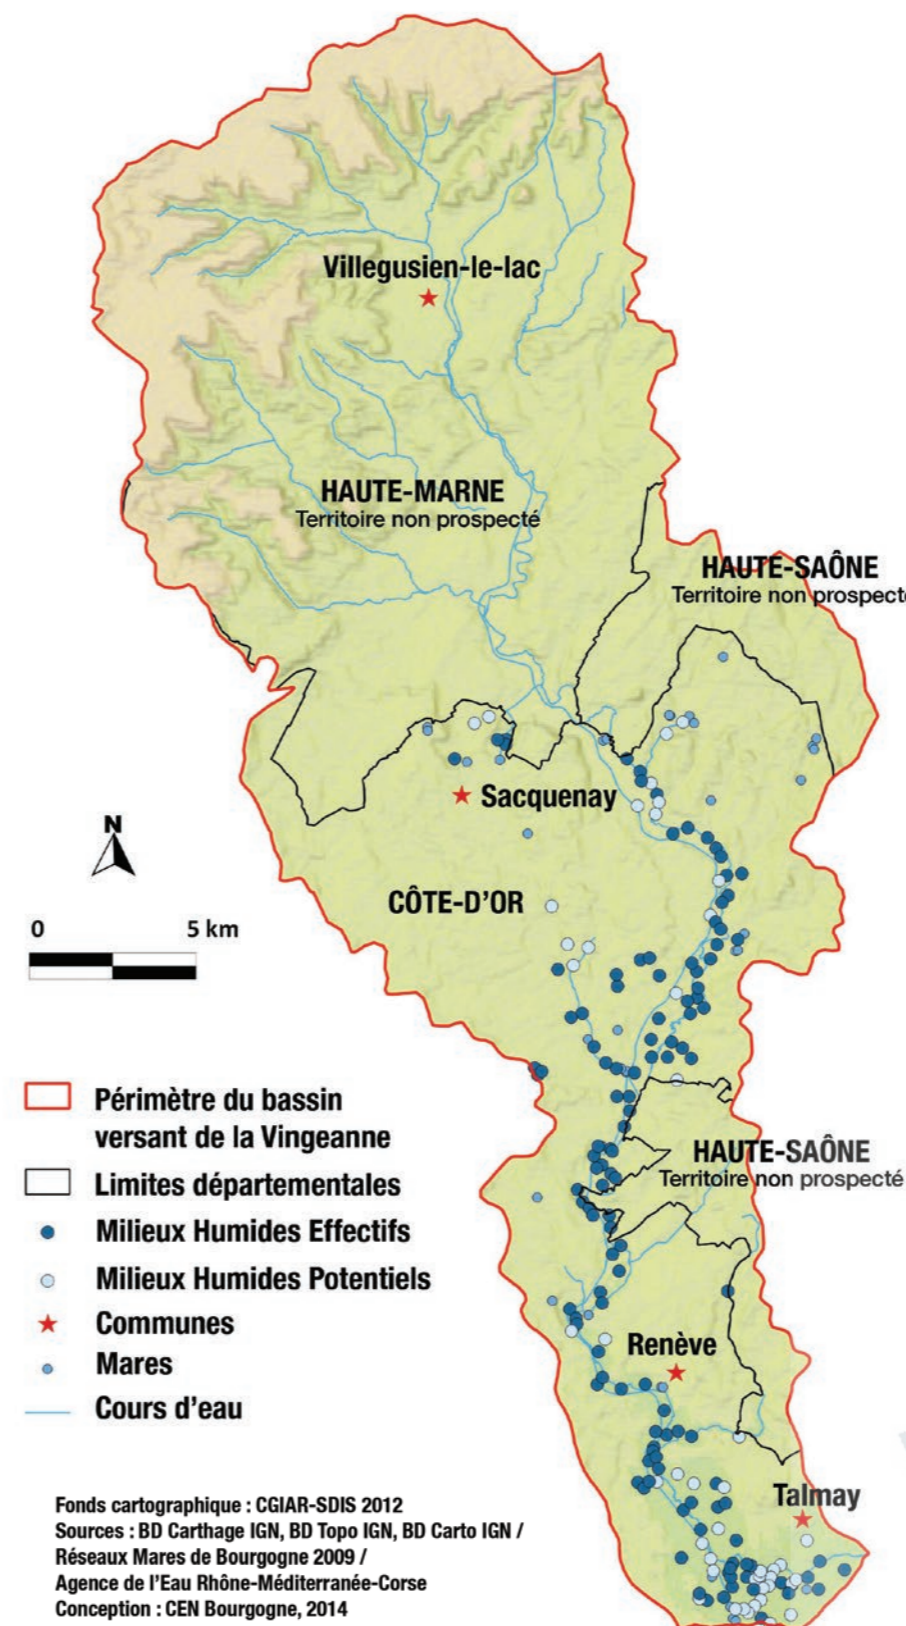 Villegusien-le-lac
HAUTE-MARNE
Territoire non prospecté
HAUTE-SAÔNE
Territoire non prospecté
Sacquenay
N
CÔTE-D'OR
0 5 km
Périmètre du bassin
versant de la Vingeanne
HAUTE-SAÔNE
Territoire non prospecté
Limites départementales
Milieux Humides Effectifs
Milieux Humides Potentiels
Communes
Renève
Mares
Cours d'eau
Talmay
Fonds cartographique : CGIAR-SDIS 2012
Sources : BD Carthage IGN, BD Topo IGN, BD Carto IGN /
Réseaux Mares de Bourgogne 2009 /
Agence de l'Eau Rhône-Méditerranée-Corse
Conception : CEN Bourgogne, 2014